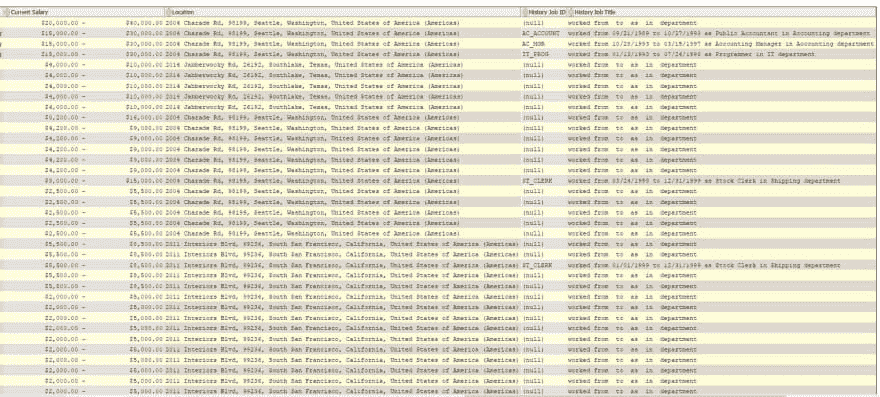 Current Salary Location History Job ID History Job Title
$20,000.00 - $40,000.00 2004 Charade Rd, 98199, Seattle, Washington, United States of America (Americas) (null) worked from to as in department
$15,000.00 - $30,000.00 2004 Charade Rd, 98199, Seattle, Washington, United States of America (Americas) AC_ACCOUNT worked from 09/21/1989 to 10/27/1993 as Public Accountant in Accounting department
$15,000.00 - $30,000.00 2004 Charade Rd, 98199, Seattle, Washington, United States of America (Americas) AC_MGR worked from 10/28/1993 to 03/15/1997 as Accounting Manager in Accounting department
$15,000.00 - $30,000.00 2004 Charade Rd, 98199, Seattle, Washington, United States of America (Americas) IT_PROG worked from 01/13/1993 to 07/24/1998 as Programmer in IT department
$4,000.00 - $10,000.00 2014 Jabberwocky Rd, 26192, Southlake, Texas, United States of America (Americas) (null) worked from to as in department
$4,000.00 - $10,000.00 2014 Jabberwocky Rd, 26192, Southlake, Texas, United States of America (Americas) (null) worked from to as in department
$4,000.00 - $10,000.00 2014 Jabberwocky Rd, 26192, Southlake, Texas, United States of America (Americas) (null) worked from to as in department
$4,000.00 - $10,000.00 2014 Jabberwocky Rd, 26192, Southlake, Texas, United States of America (Americas) (null) worked from to as in department
$4,000.00 - $10,000.00 2014 Jabberwocky Rd, 26192, Southlake, Texas, United States of America (Americas) (null) worked from to as in department
$8,200.00 - $16,000.00 2004 Charade Rd, 98199, Seattle, Washington, United States of America (Americas) (null) worked from to as in department
$4,200.00 - $9,000.00 2004 Charade Rd, 98199, Seattle, Washington, United States of America (Americas) (null) worked from to as in department
$4,200.00 - $9,000.00 2004 Charade Rd, 98199, Seattle, Washington, United States of America (Americas) (null) worked from to as in department
$4,200.00 - $9,000.00 2004 Charade Rd, 98199, Seattle, Washington, United States of America (Americas) (null) worked from to as in department
$4,200.00 - $9,000.00 2004 Charade Rd, 98199, Seattle, Washington, United States of America (Americas) (null) worked from to as in department
$4,200.00 - $9,000.00 2004 Charade Rd, 98199, Seattle, Washington, United States of America (Americas) (null) worked from to as in department
$8,000.00 - $15,000.00 2004 Charade Rd, 98199, Seattle, Washington, United States of America (Americas) ST_CLERK worked from 03/24/1998 to 12/31/1999 as Stock Clerk in Shipping department
$2,500.00 - $5,500.00 2004 Charade Rd, 98199, Seattle, Washington, United States of America (Americas) (null) worked from to as in department
$2,500.00 - $5,500.00 2004 Charade Rd, 98199, Seattle, Washington, United States of America (Americas) (null) worked from to as in department
$2,500.00 - $5,500.00 2004 Charade Rd, 98199, Seattle, Washington, United States of America (Americas) (null) worked from to as in department
$2,500.00 - $5,500.00 2004 Charade Rd, 98199, Seattle, Washington, United States of America (Americas) (null) worked from to as in department
$2,500.00 - $5,500.00 2004 Charade Rd, 98199, Seattle, Washington, United States of America (Americas) (null) worked from to as in department
$5,500.00 - $8,500.00 2011 Interiors Blvd, 99236, South San Francisco, California, United States of America (Americas) (null) worked from to as in department
$5,500.00 - $8,500.00 2011 Interiors Blvd, 99236, South San Francisco, California, United States of America (Americas) (null) worked from to as in department
$5,500.00 - $8,500.00 2011 Interiors Blvd, 99236, South San Francisco, California, United States of America (Americas) ST_CLERK worked from 01/01/1999 to 12/31/1999 as Stock Clerk in Shipping department
$5,500.00 - $8,500.00 2011 Interiors Blvd, 99236, South San Francisco, California, United States of America (Americas) (null) worked from to as in department
$5,500.00 - $8,500.00 2011 Interiors Blvd, 99236, South San Francisco, California, United States of America (Americas) (null) worked from to as in department
$2,000.00 - $5,000.00 2011 Interiors Blvd, 99236, South San Francisco, California, United States of America (Americas) (null) worked from to as in department
$2,000.00 - $5,000.00 2011 Interiors Blvd, 99236, South San Francisco, California, United States of America (Americas) (null) worked from to as in department
$2,000.00 - $5,000.00 2011 Interiors Blvd, 99236, South San Francisco, California, United States of America (Americas) (null) worked from to as in department
$2,000.00 - $5,000.00 2011 Interiors Blvd, 99236, South San Francisco, California, United States of America (Americas) (null) worked from to as in department
$2,000.00 - $5,000.00 2011 Interiors Blvd, 99236, South San Francisco, California, United States of America (Americas) (null) worked from to as in department
$2,000.00 - $5,000.00 2011 Interiors Blvd, 99236, South San Francisco, California, United States of America (Americas) (null) worked from to as in department
$2,000.00 - $5,000.00 2011 Interiors Blvd, 99236, South San Francisco, California, United States of America (Americas) (null) worked from to as in department
$2,000.00 - $5,000.00 2011 Interiors Blvd, 99236, South San Francisco, California, United States of America (Americas) (null) worked from to as in department
$2,000.00 - $5,000.00 2011 Interiors Blvd, 99236, South San Francisco, California, United States of America (Americas) (null) worked from to as in department